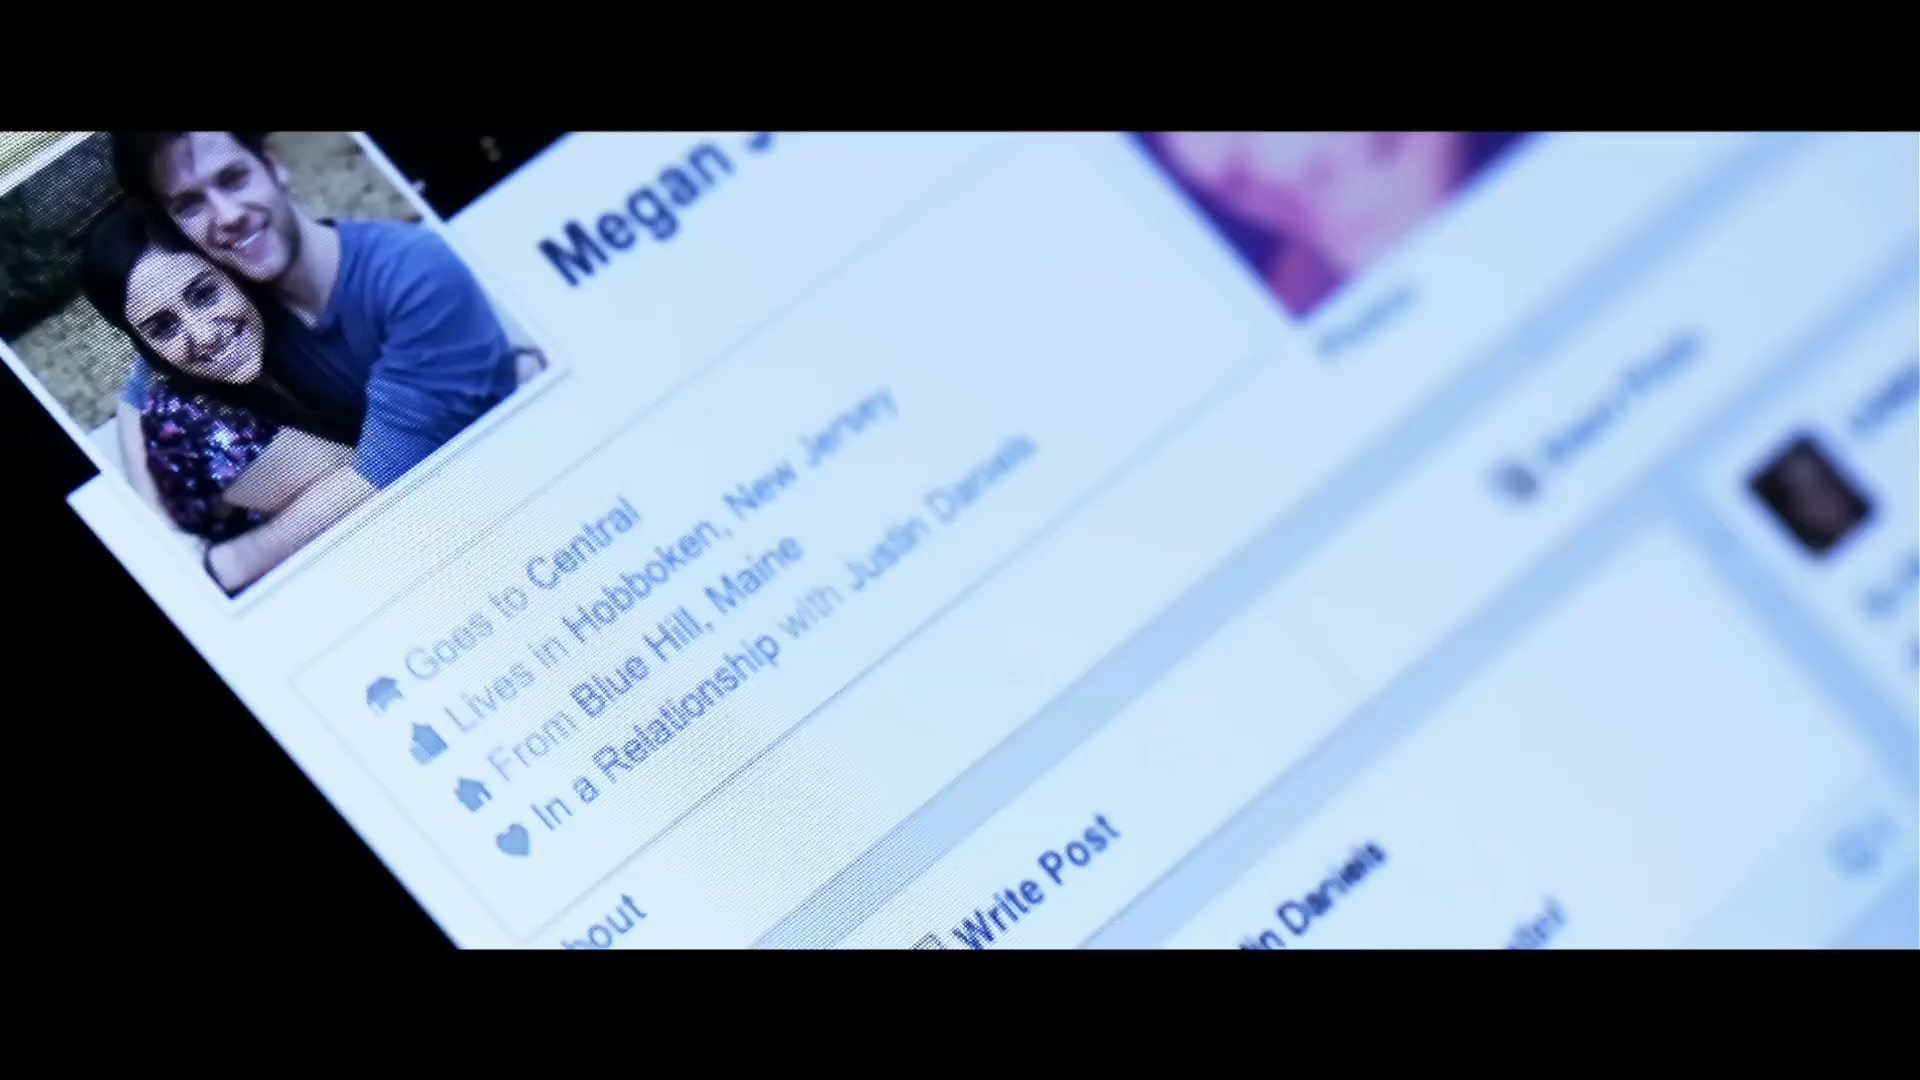 Megan J
Goes to Central
Lives in Hobboken, New Jersey
From Blue Hill, Maine
In a Relationship with Justin Daniels
bout
Write Post
in Daniels